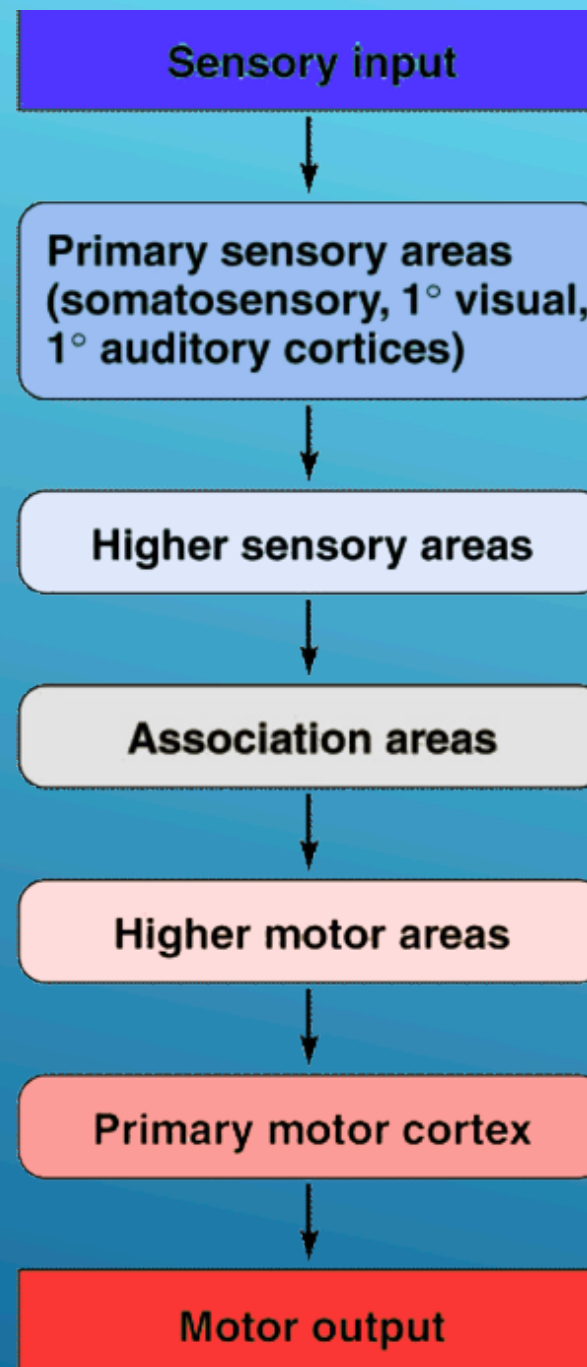 Sensory input
Primary sensory areas
(somatosensory, 1° visual,
1° auditory cortices)
Higher sensory areas
Association areas
Higher motor areas
Primary motor cortex
Motor output